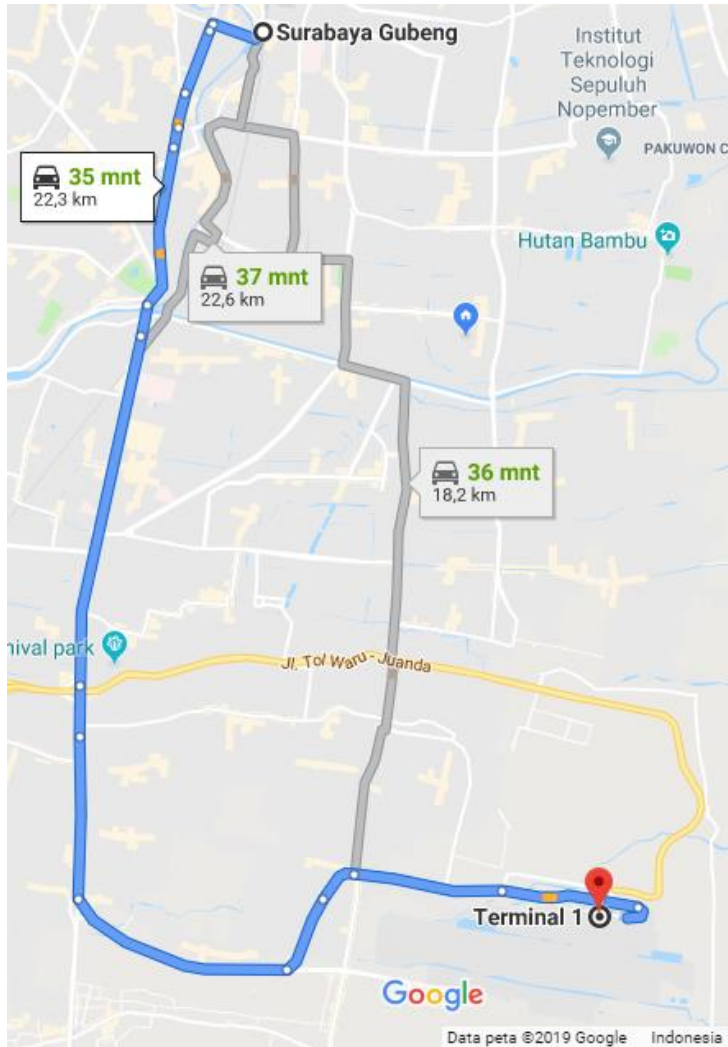 Surabaya Gubeng
Institut
Teknologi
Sepuluh
Nopember
PAKUWON C
35 mnt
22,3 km
Hutan Bambu
37 mnt
22,6 km
36 mnt
18,2 km
nival park
Jl. Tol Waru - Juanda
Terminal 1
Google
Data peta ©2019 Google Indonesia